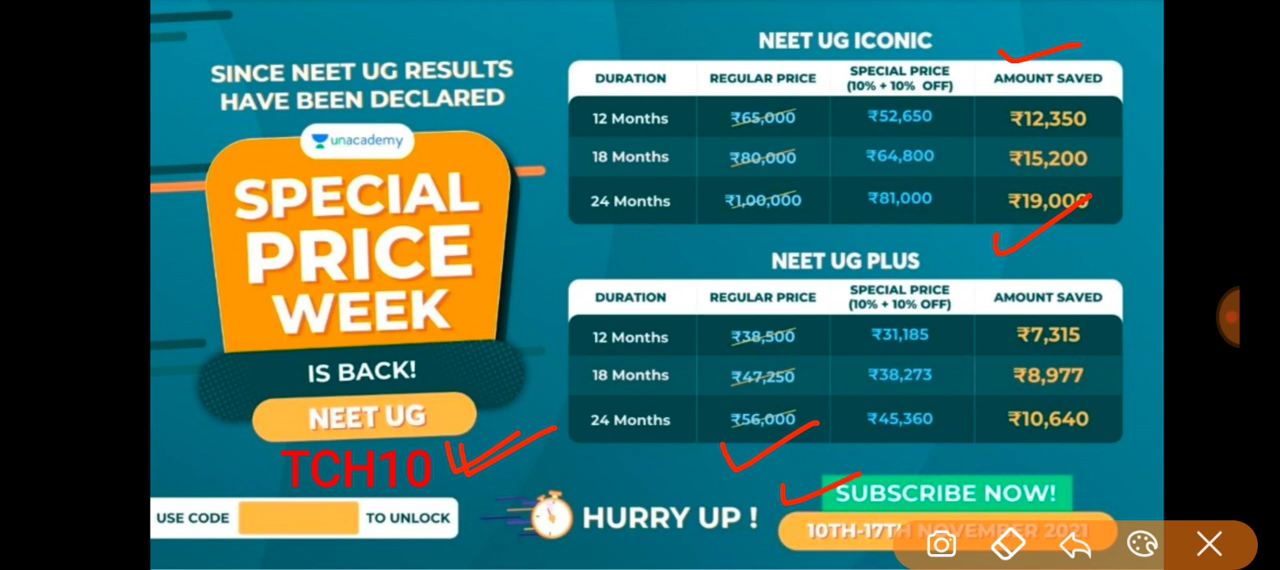 SINCE NEET UG RESULTS
HAVE BEEN DECLARED
unacademy
SPECIAL
PRICE
WEEK
IS BACK!
NEET UG
TCH10
USE CODE TO UNLOCK
HURRY UP !
NEET UG ICONIC
DURATION REGULAR PRICE SPECIAL PRICE (10% + 10% OFF) AMOUNT SAVED
12 Months ₹65,000 ₹52,650 ₹12,350
18 Months ₹80,000 ₹64,800 ₹15,200
24 Months ₹1,00,000 ₹81,000 ₹19,000
NEET UG PLUS
DURATION REGULAR PRICE SPECIAL PRICE (10% + 10% OFF) AMOUNT SAVED
12 Months ₹38,500 ₹31,185 ₹7,315
18 Months ₹47,250 ₹38,273 ₹8,977
24 Months ₹56,000 ₹45,360 ₹10,640
SUBSCRIBE NOW!
10TH-17TH NOVEMBER 2021